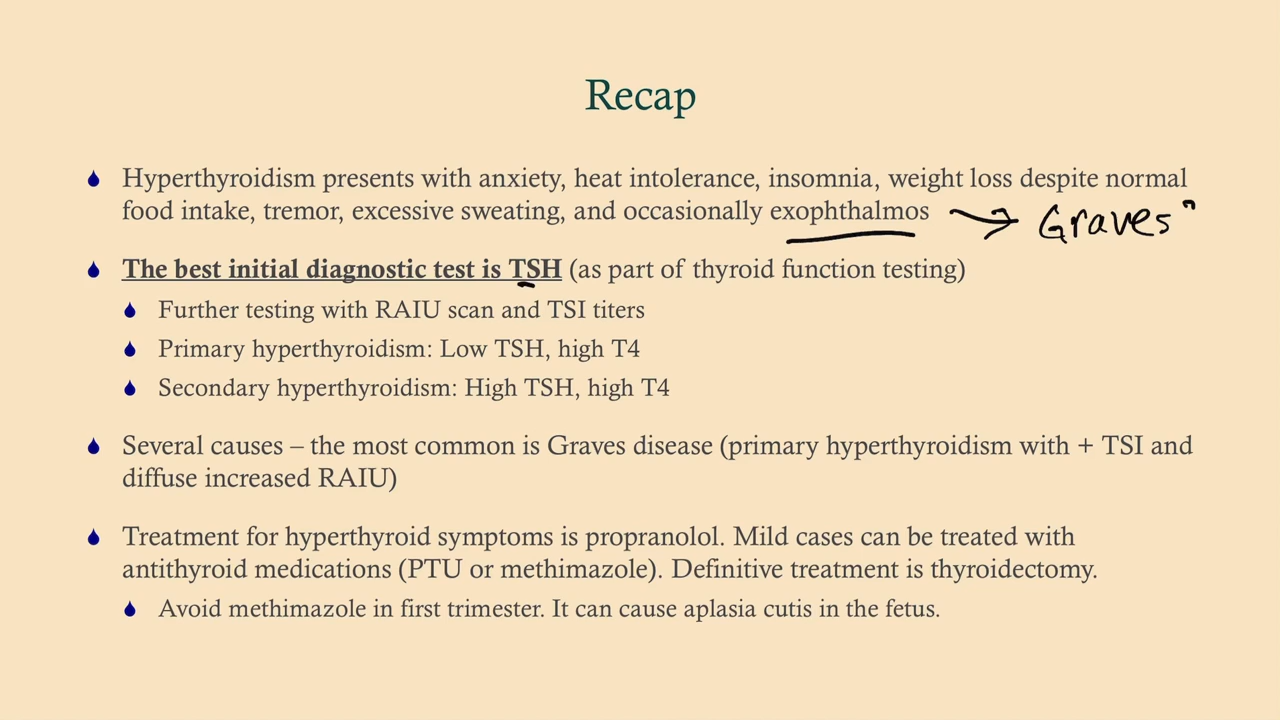 Recap
Hyperthyroidism presents with anxiety, heat intolerance, insomnia, weight loss despite normal
food intake, tremor, excessive sweating, and occasionally exophthalmos → Graves"
The best initial diagnostic test is TSH (as part of thyroid function testing)
Further testing with RAIU scan and TSI titers
Primary hyperthyroidism: Low TSH, high T4
Secondary hyperthyroidism: High TSH, high T4
Several causes – the most common is Graves disease (primary hyperthyroidism with + TSI and
diffuse increased RAIU)
Treatment for hyperthyroid symptoms is propranolol. Mild cases can be treated with
antithyroid medications (PTU or methimazole). Definitive treatment is thyroidectomy.
Avoid methimazole in first trimester. It can cause aplasia cutis in the fetus.